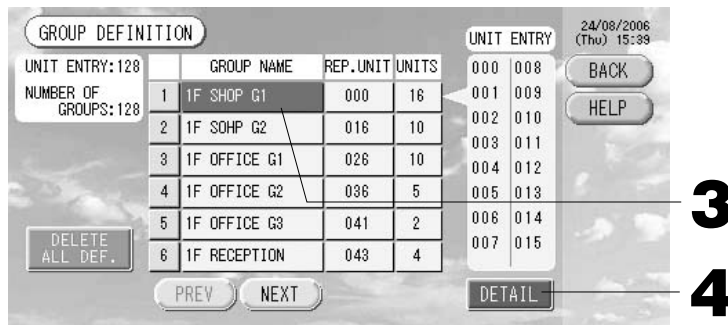 GROUP DEFINITION
24/08/2006
(Thu) 15:39
UNIT ENTRY:128
NUMBER OF
GROUPS:128
GROUP NAME REP.UNIT UNITS
1 1F SHOP G1 000 16
2 1F SOHP G2 016 10
3 1F OFFICE G1 026 10
4 1F OFFICE G2 036 5
5 1F OFFICE G3 041 2
6 1F RECEPTION 043 4
UNIT ENTRY
000 008
001 009
002 010
003 011
004 012
005 013
006 014
007 015
BACK
HELP
DELETE
ALL DEF.
PREV NEXT
DETAIL
3
4